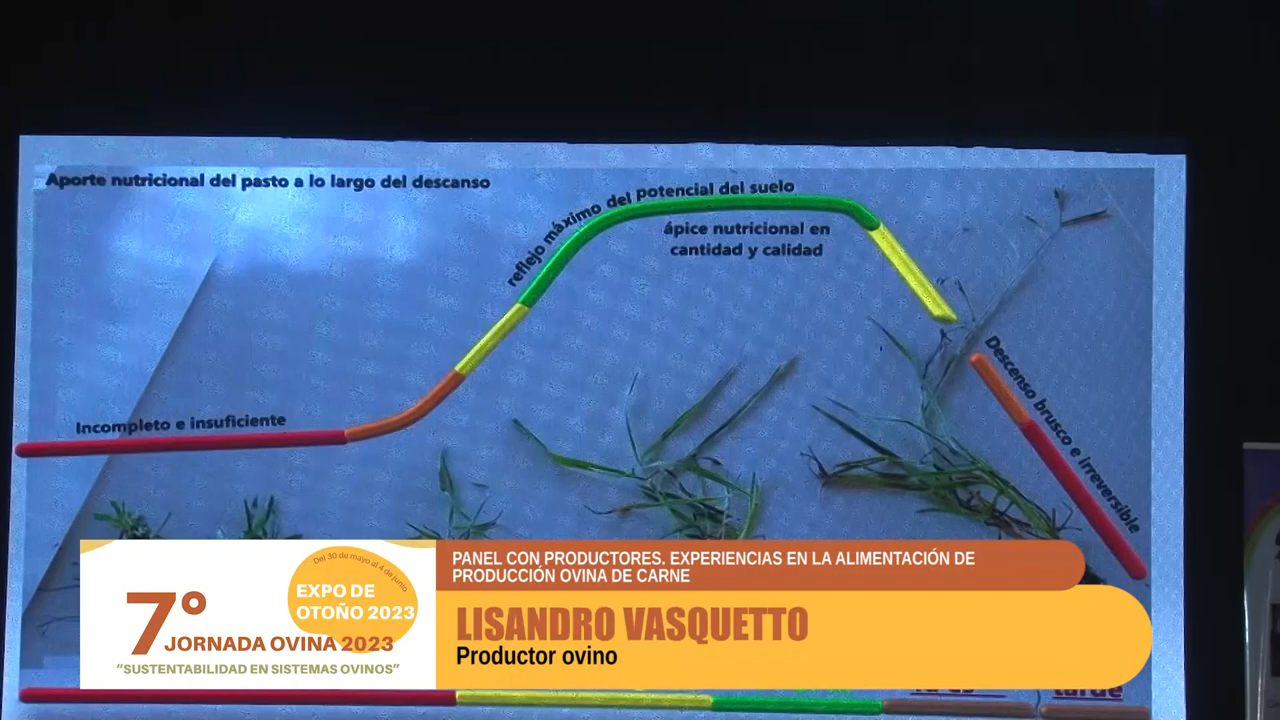 Aporte nutricional del pasto a lo largo del descanso
reflejo máximo del potencial del suelo
ápice nutricional en
cantidad y calidad
Incompleto e insuficiente
Descenso brusco e irreversible
Del 30 de mayo al 4 de junio
EXPO DE
OTOÑO 2023
7°
JORNADA OVINA 2023
“SUSTENTABILIDAD EN SISTEMAS OVINOS”
PANEL CON PRODUCTORES. EXPERIENCIAS EN LA ALIMENTACIÓN DE
PRODUCCIÓN OVINA DE CARNE
LISANDRO VASQUETTO
Productor ovino
tarde